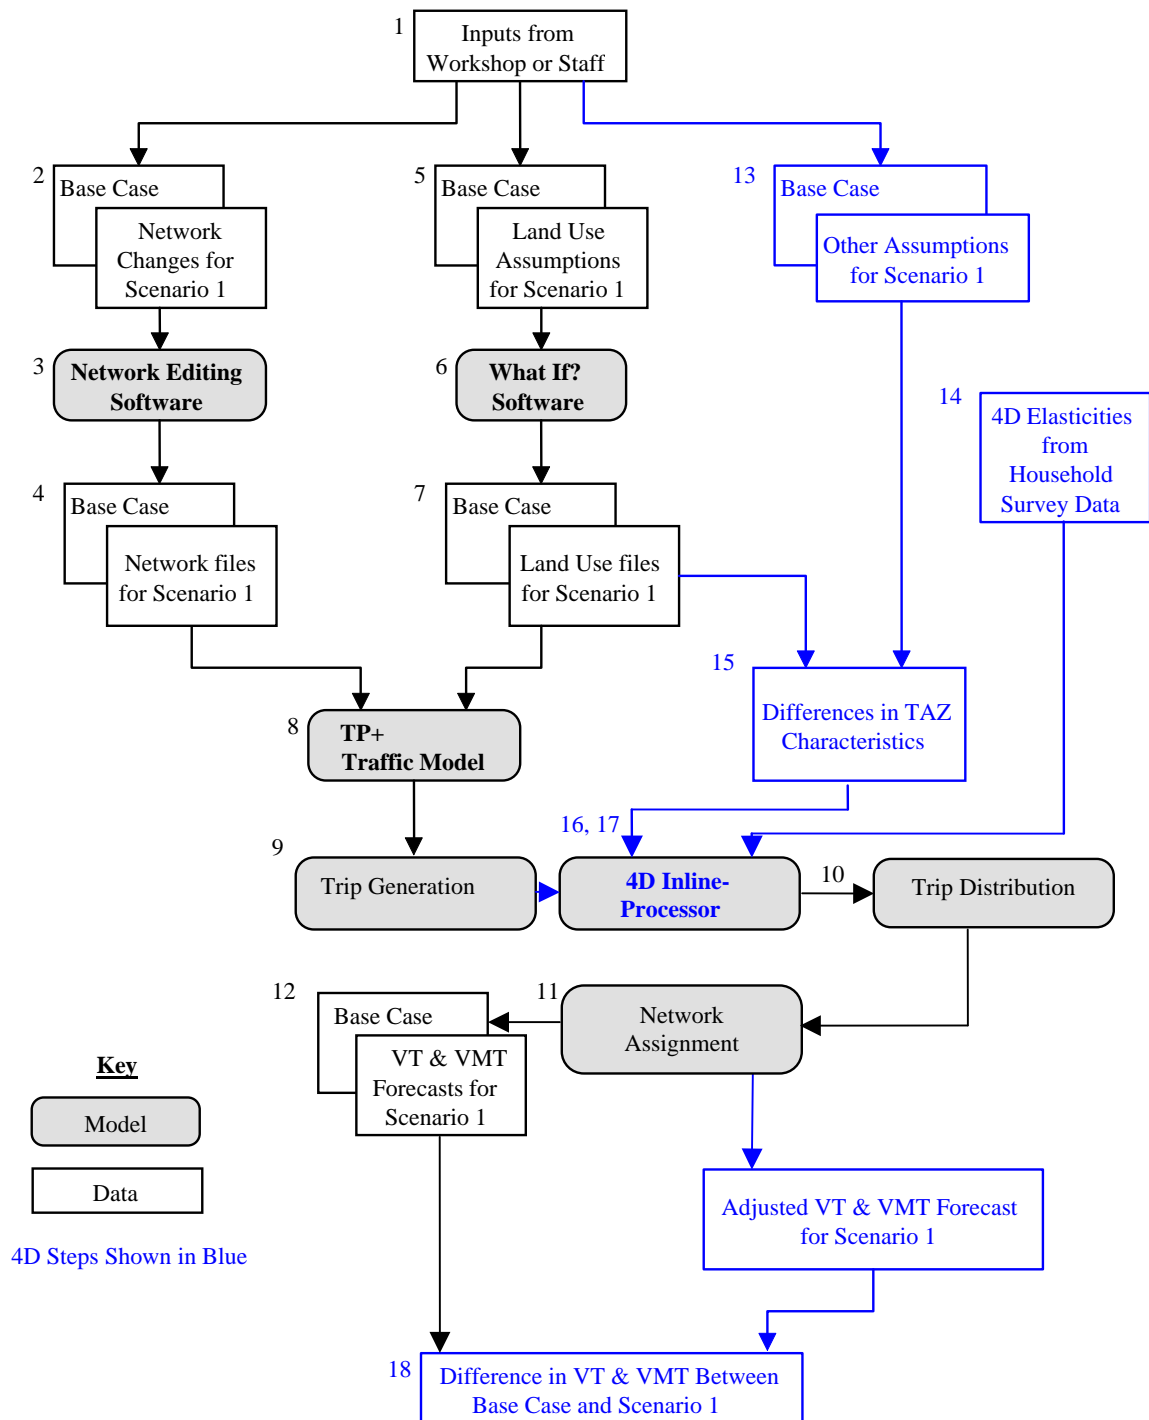 1
Inputs from
Workshop or Staff
2
Base Case
Network
Changes for
Scenario 1
5
Base Case
Land Use
Assumptions
for Scenario 1
13
Base Case
Other Assumptions
for Scenario 1
3
Network Editing
Software
6
What If?
Software
14
4D Elasticities
from
Household
Survey Data
4
Base Case
Network files
for Scenario 1
7
Base Case
Land Use files
for Scenario 1
15
Differences in TAZ
Characteristics
8
TP+
Traffic Model
9
Trip Generation
16, 17
4D Inline-
Processor
10
Trip Distribution
12
Base Case
VT & VMT
Forecasts for
Scenario 1
11
Network
Assignment
Key
Model
Data
4D Steps Shown in Blue
Adjusted VT & VMT Forecast
for Scenario 1
18
Difference in VT & VMT Between
Base Case and Scenario 1